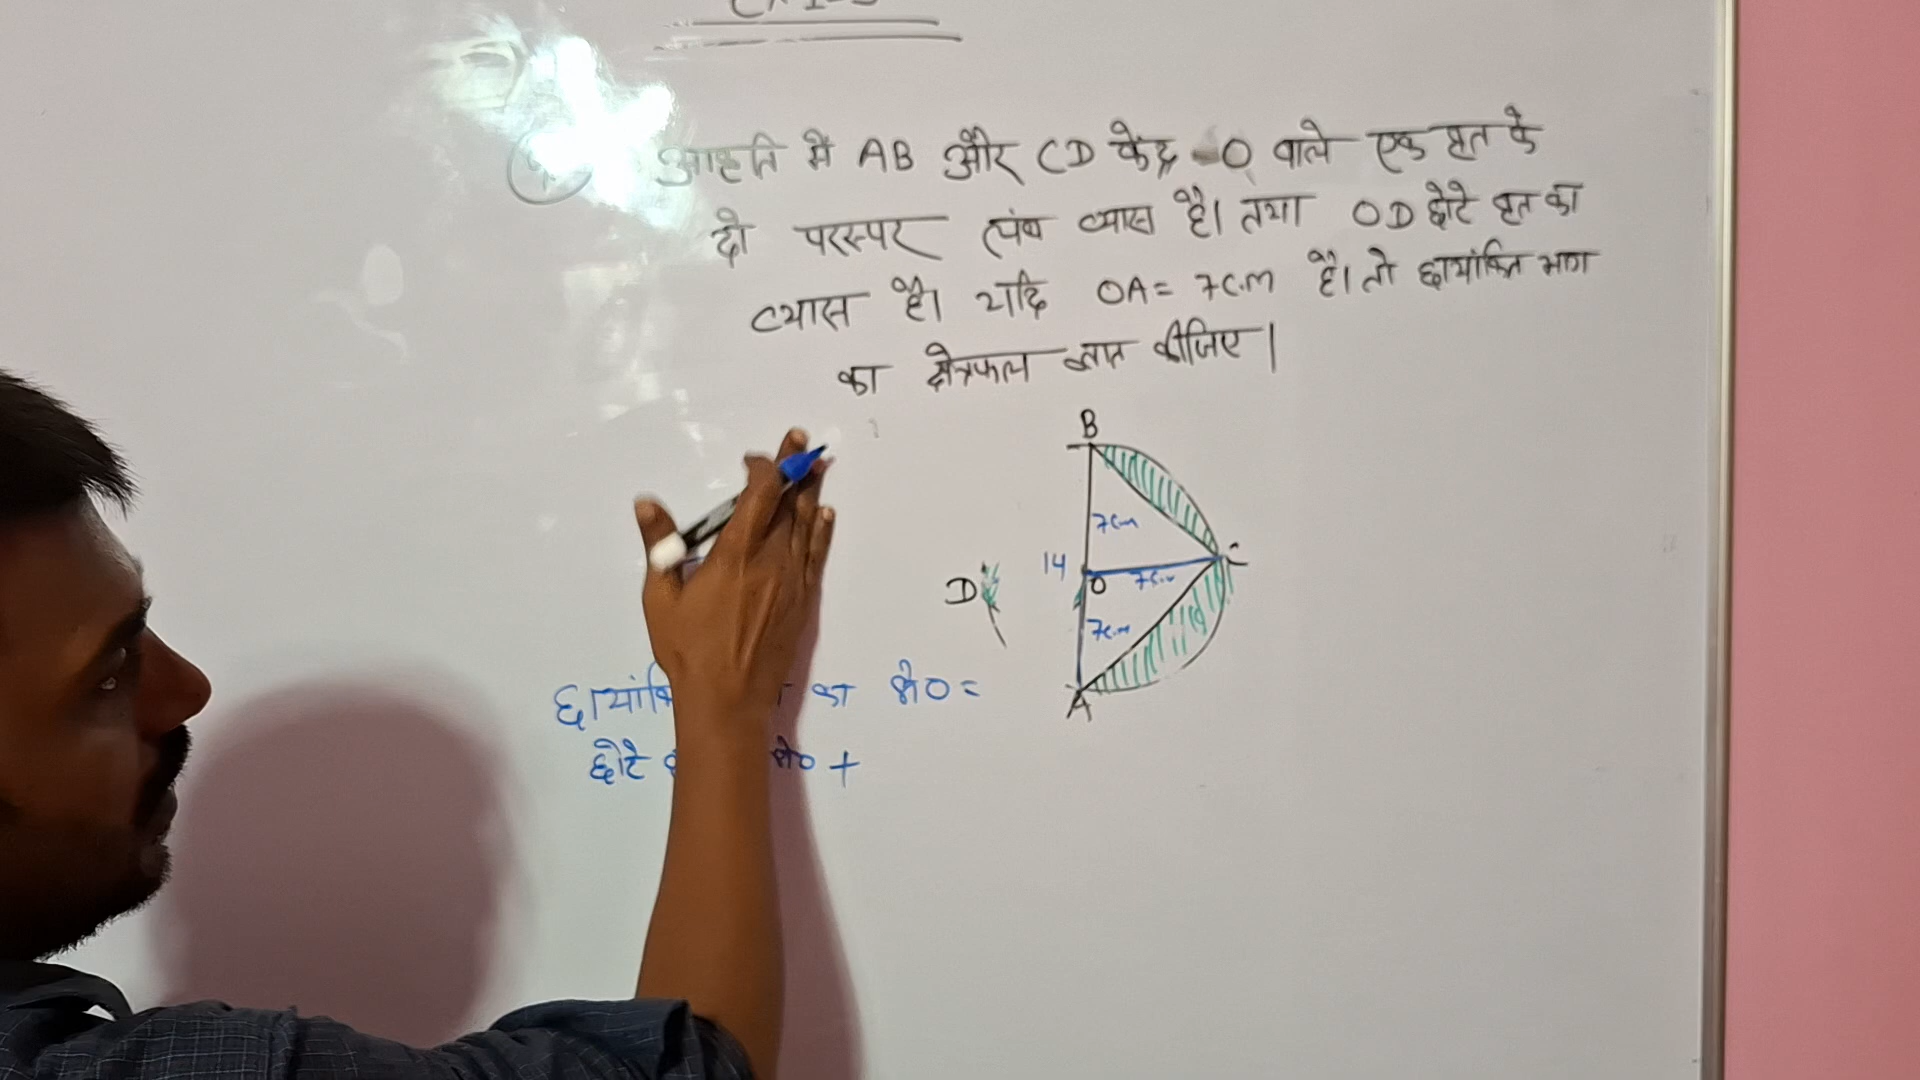 आकृति में AB और CD केंद्र O वाले एक वृत के
दो परस्पर लंब व्यास है। तथा OD छोटे वृत का
व्यास है। यदि OA = 7c.m है। तो छायांकित भाग
का क्षेत्रफल ज्ञात कीजिए।
B
7cm
14
O
7cm
C
D
7cm
A
का क्षे० =
छोटे क्षे० +